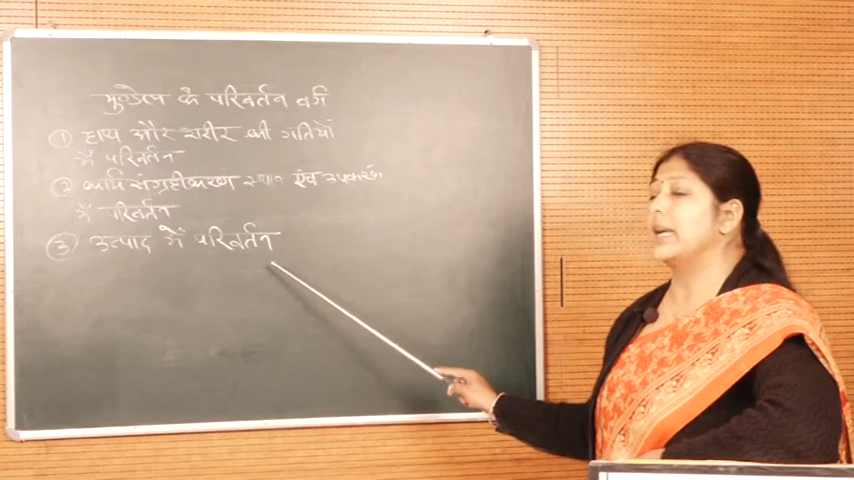 मुण्डेल के परिवर्तन वर्ग
① हाथ और शरीर की गतियों
में परिवर्तन
② कार्य संग्रहीकरण स्थान एंव उपकरण
में परिवर्तन
③ उत्पाद में परिवर्तन